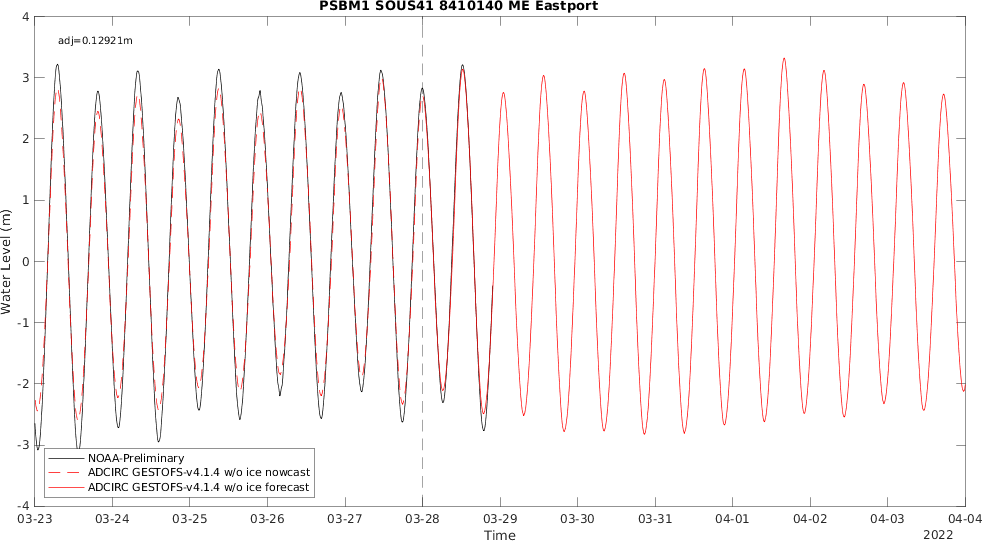 PSBM1 SOUS41 8410140 ME Eastport
adj=0.12921m
4
3
2
1
0
-1
-2
-3
-4
Water Level (m)
NOAA-Preliminary
ADCIRC GESTOFS-v4.1.4 w/o ice nowcast
ADCIRC GESTOFS-v4.1.4 w/o ice forecast
03-23 03-24 03-25 03-26 03-27 03-28 03-29 03-30 03-31 04-01 04-02 04-03 04-04
Time
2022